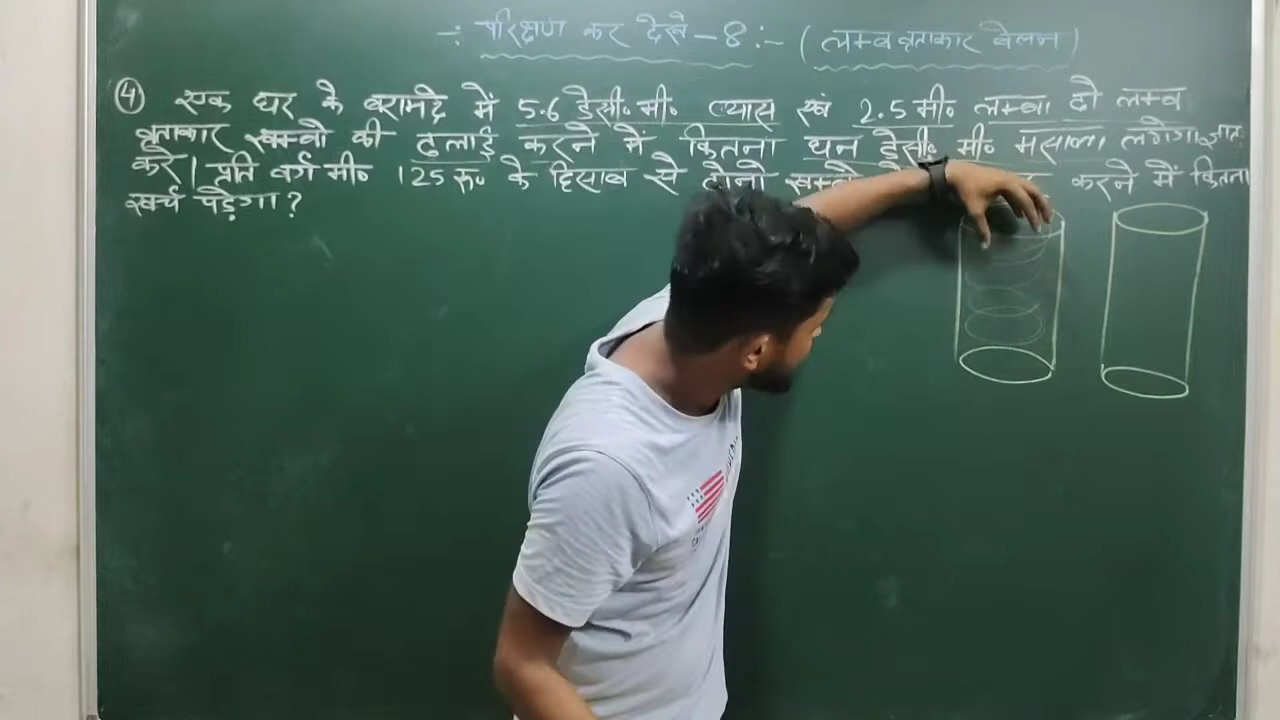 -: परिक्षण कर देखे - 8 :- (लम्ब वृताकार बेलन)
④ एक घर के बरामदे में 5.6 डेसी॰ मी॰ व्यास एवं 2.5 मी॰ लम्बा दो लम्ब
वृताकार खम्बो की ढलाई करने में कितना घन डेसी॰ मी॰ मसाला लगेगा ज्ञात
करे। प्रति वर्ग मी॰ 125 रू॰ के हिसाब से दोनो खम्बो करने में कितना
खर्च पड़ेगा?